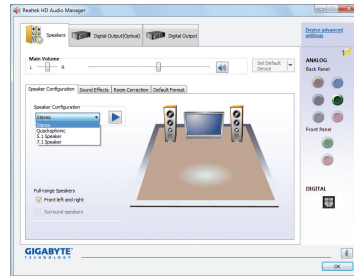 Realtek HD Audio Manager
Speakers
Digital Output(Optical)
Digital Output
Device advanced settings
Main Volume
L
R
Set Default Device
ANALOG
Back Panel
Speaker Configuration
Sound Effects
Room Correction
Default Format
Speaker Configuration
Stereo
Stereo
Quadraphonic
5.1 Speaker
7.1 Speaker
Front Panel
Full-range Speakers
Front left and right
Surround speakers
DIGITAL
GIGABYTE
TECHNOLOGY
OK